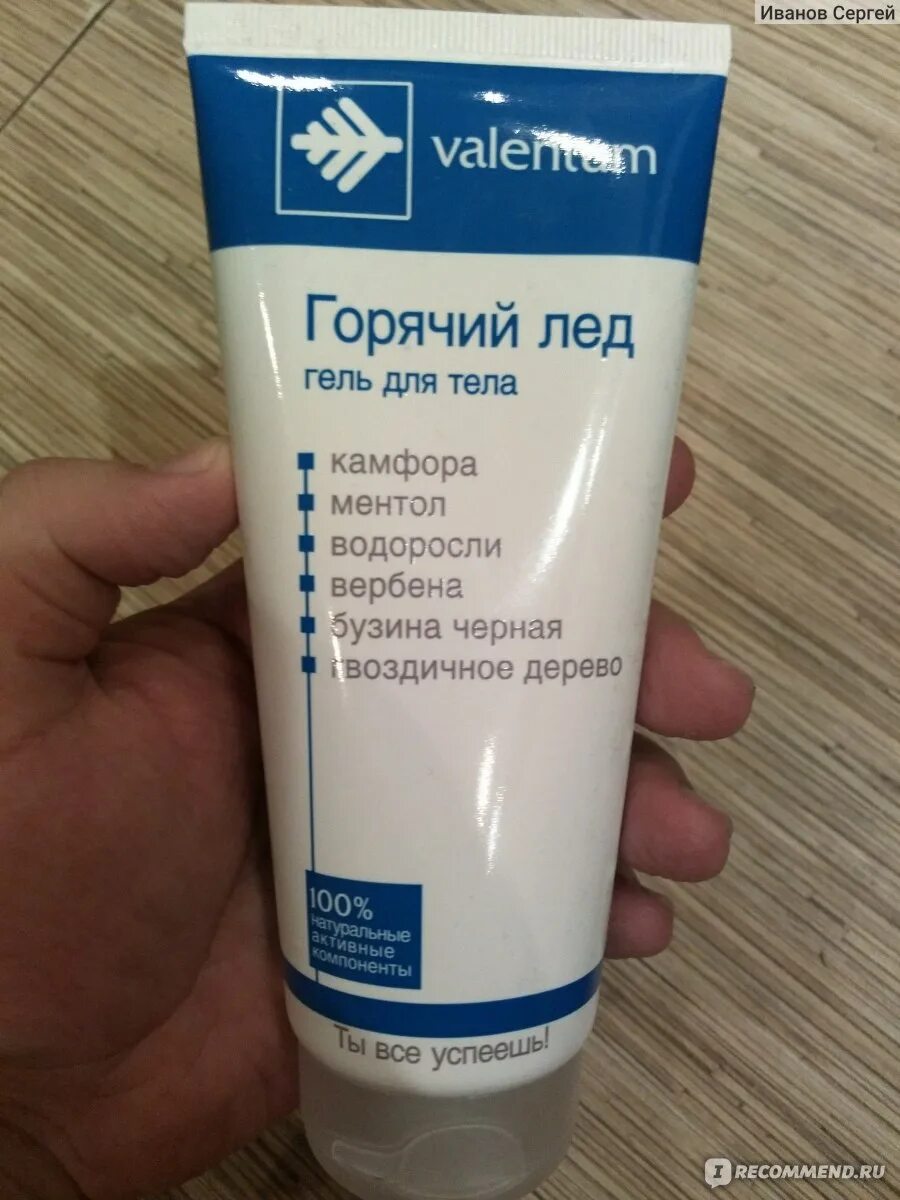 Иванов Сергей
valentum
Горячий лед
гель для тела
камфора
ментол
водоросли
вербена
бузина черная
гвоздичное дерево
100%
натуральные
активные
компоненты
Ты все успеешь!
I RECOMMEND.RU